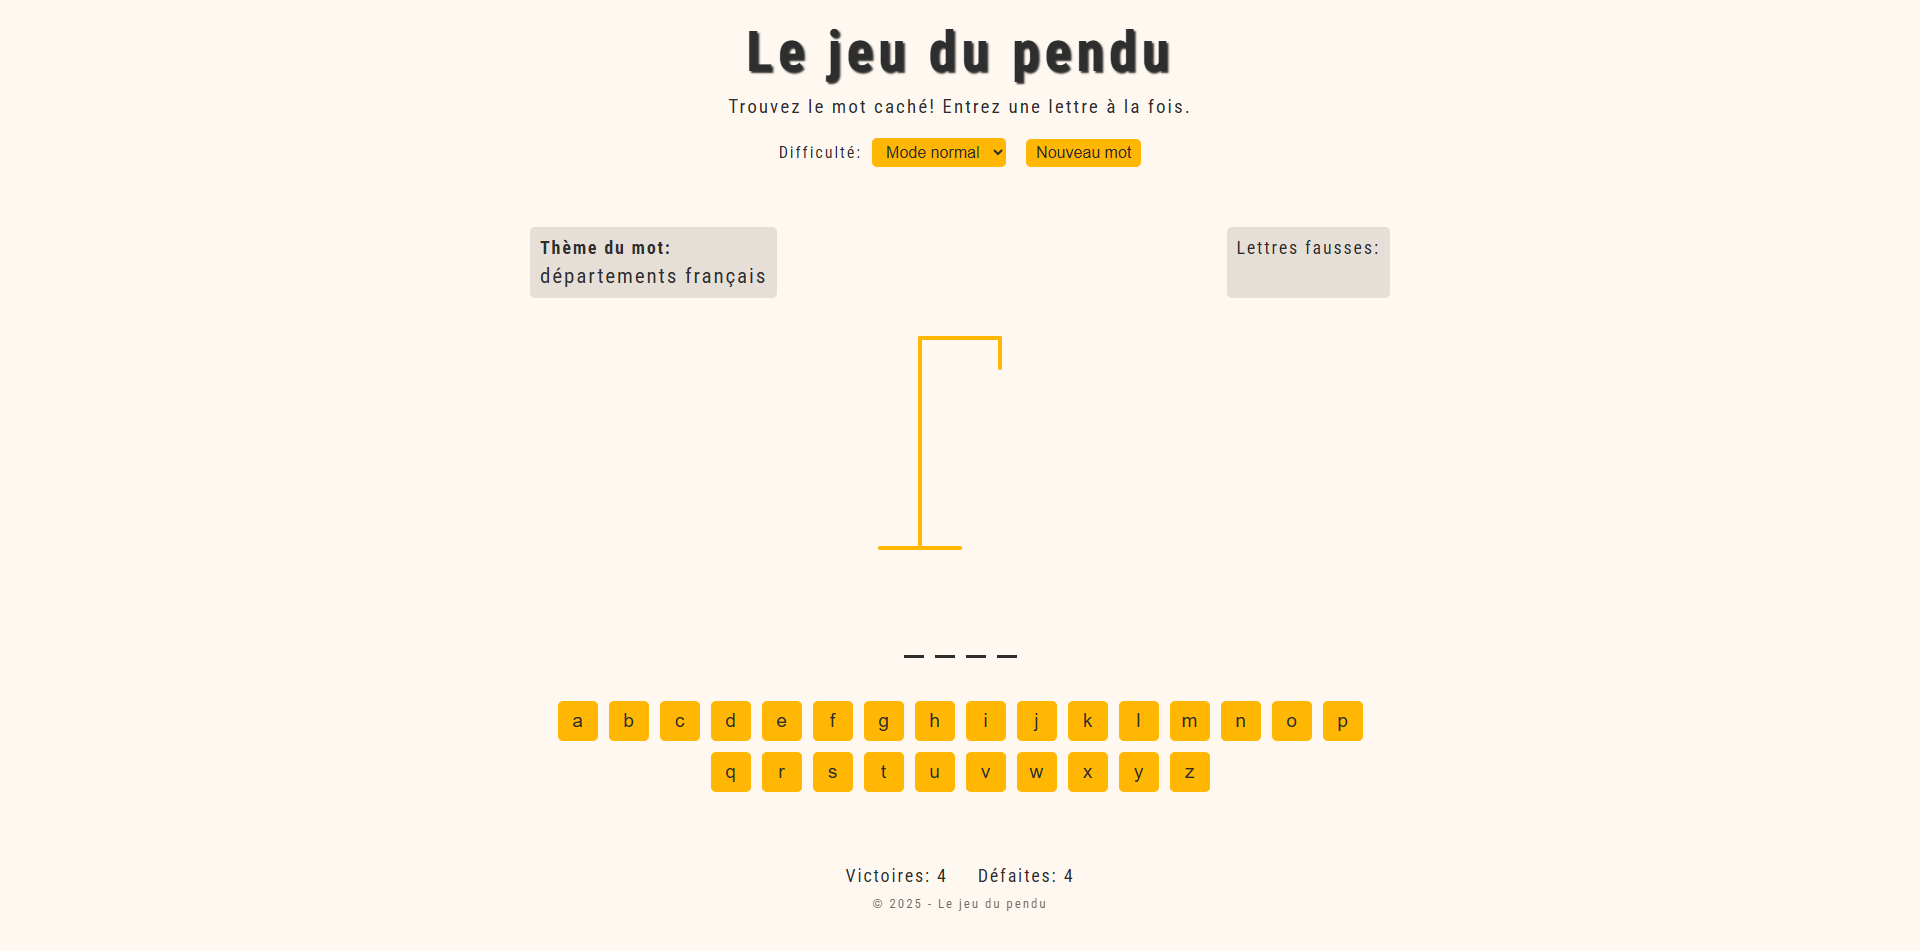 Le jeu du pendu
Trouvez le mot caché! Entrez une lettre à la fois.
Difficulté: Mode normal Nouveau mot
Thème du mot:
départements français
Lettres fausses:
a b c d e f g h i j k l m n o p
q r s t u v w x y z
Victoires: 4 Défaites: 4
© 2025 - Le jeu du pendu